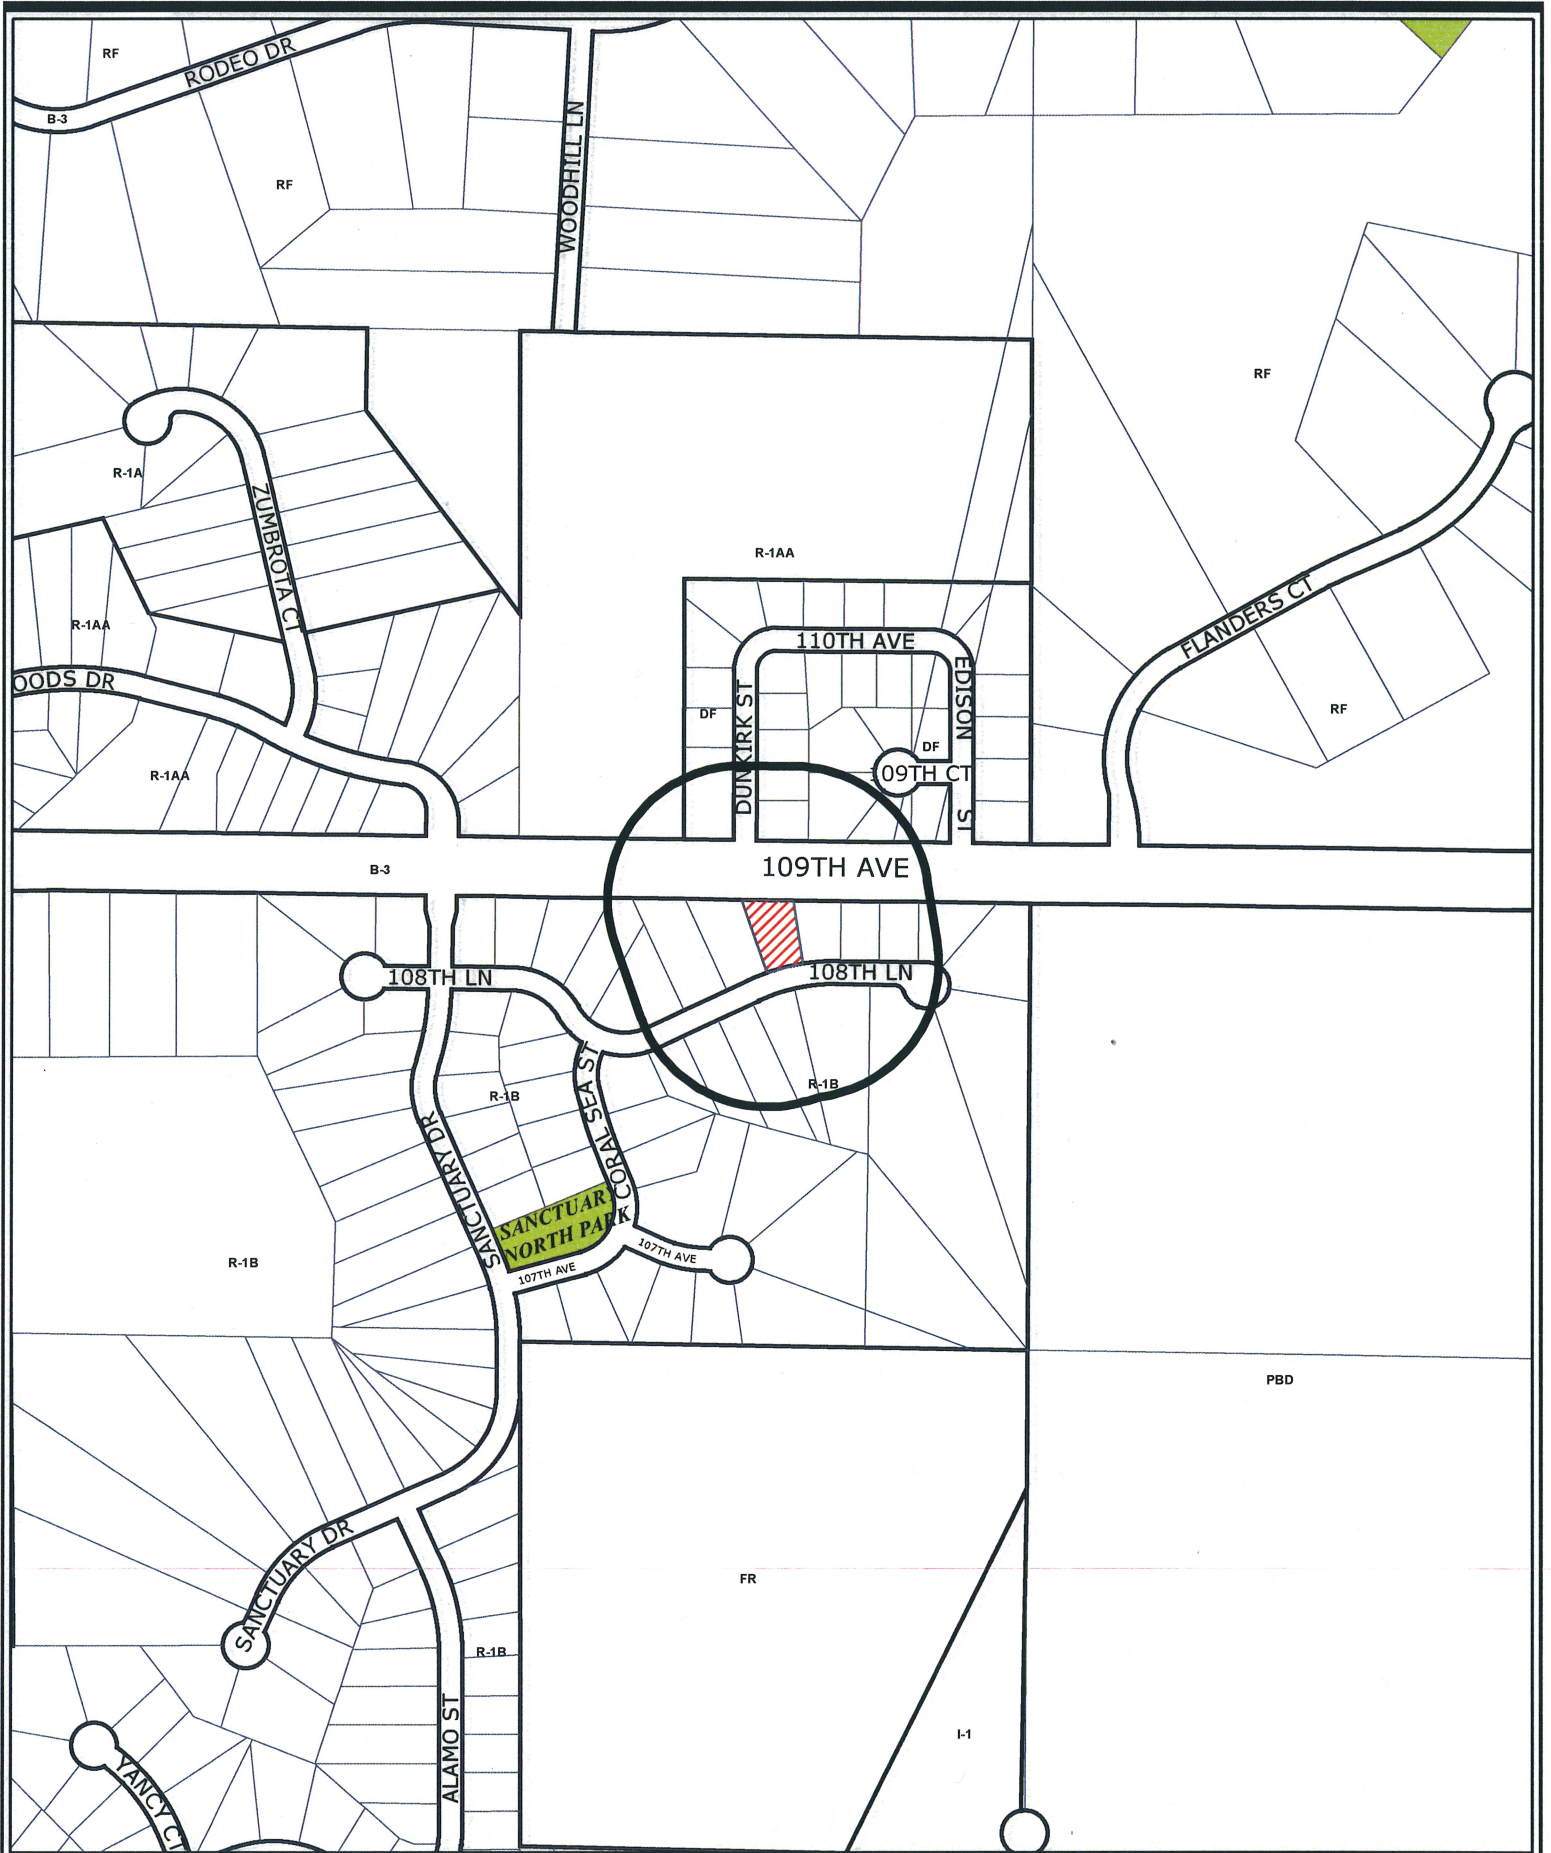 RF
RODEO DR
B-3
WOODHILL LN
RF
RF
R-1A
ZUMBROTA CT
R-1AA
R-1AA
FLANDERS CT
110TH AVE
EDISON ST
DUNKIRK ST
DF
DF
109TH CT
OODS DR
RF
R-1AA
109TH AVE
B-3
108TH LN
108TH LN
R-1B
R-1B
CORAL SEA ST
SANCTUARY DR
SANCTUARY
NORTH PARK
107TH AVE
107TH AVE
R-1B
PBD
SANCTUARY DR
FR
R-1B
ALAMO ST
I-1
YANCY CT